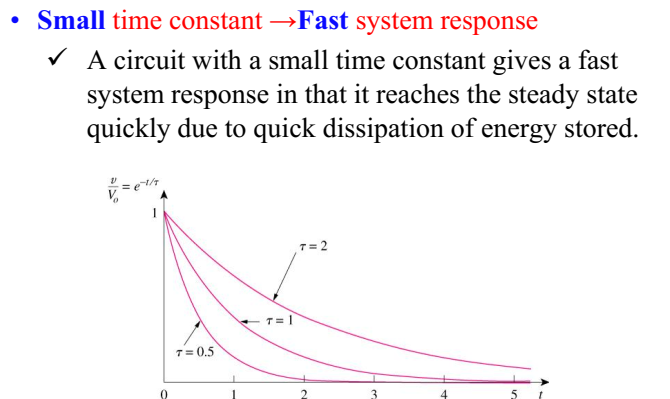 • Small time constant →Fast system response
✓ A circuit with a small time constant gives a fast
system response in that it reaches the steady state
quickly due to quick dissipation of energy stored.
v/V₀ = e^(−t/τ)
1
τ = 2
τ = 1
τ = 0.5
0 1 2 3 4 5 t